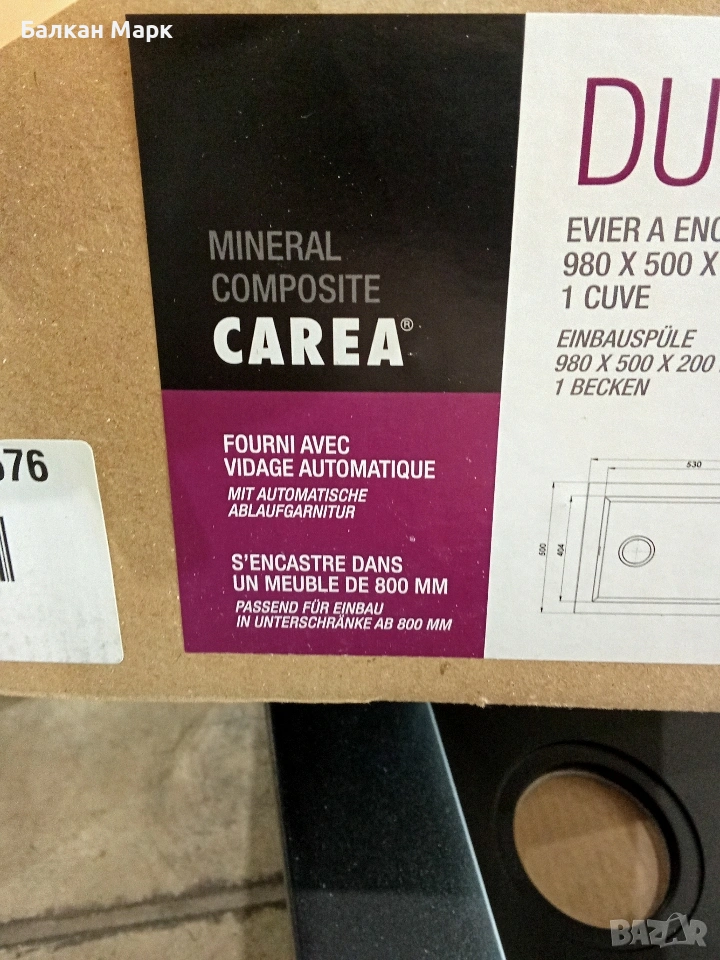 Балкан Марк
MINERAL
COMPOSITE
CAREA®
FOURNI AVEC
VIDAGE AUTOMATIQUE
MIT AUTOMATISCHE
ABLAUFGARNITUR
S'ENCASTRE DANS
UN MEUBLE DE 800 MM
PASSEND FÜR EINBAU
IN UNTERSCHRÄNKE AB 800 MM
DU
EVIER A ENC
980 X 500 X
1 CUVE
EINBAUSPÜLE
980 X 500 X 200
1 BECKEN
530
500
404
576
BAZAR